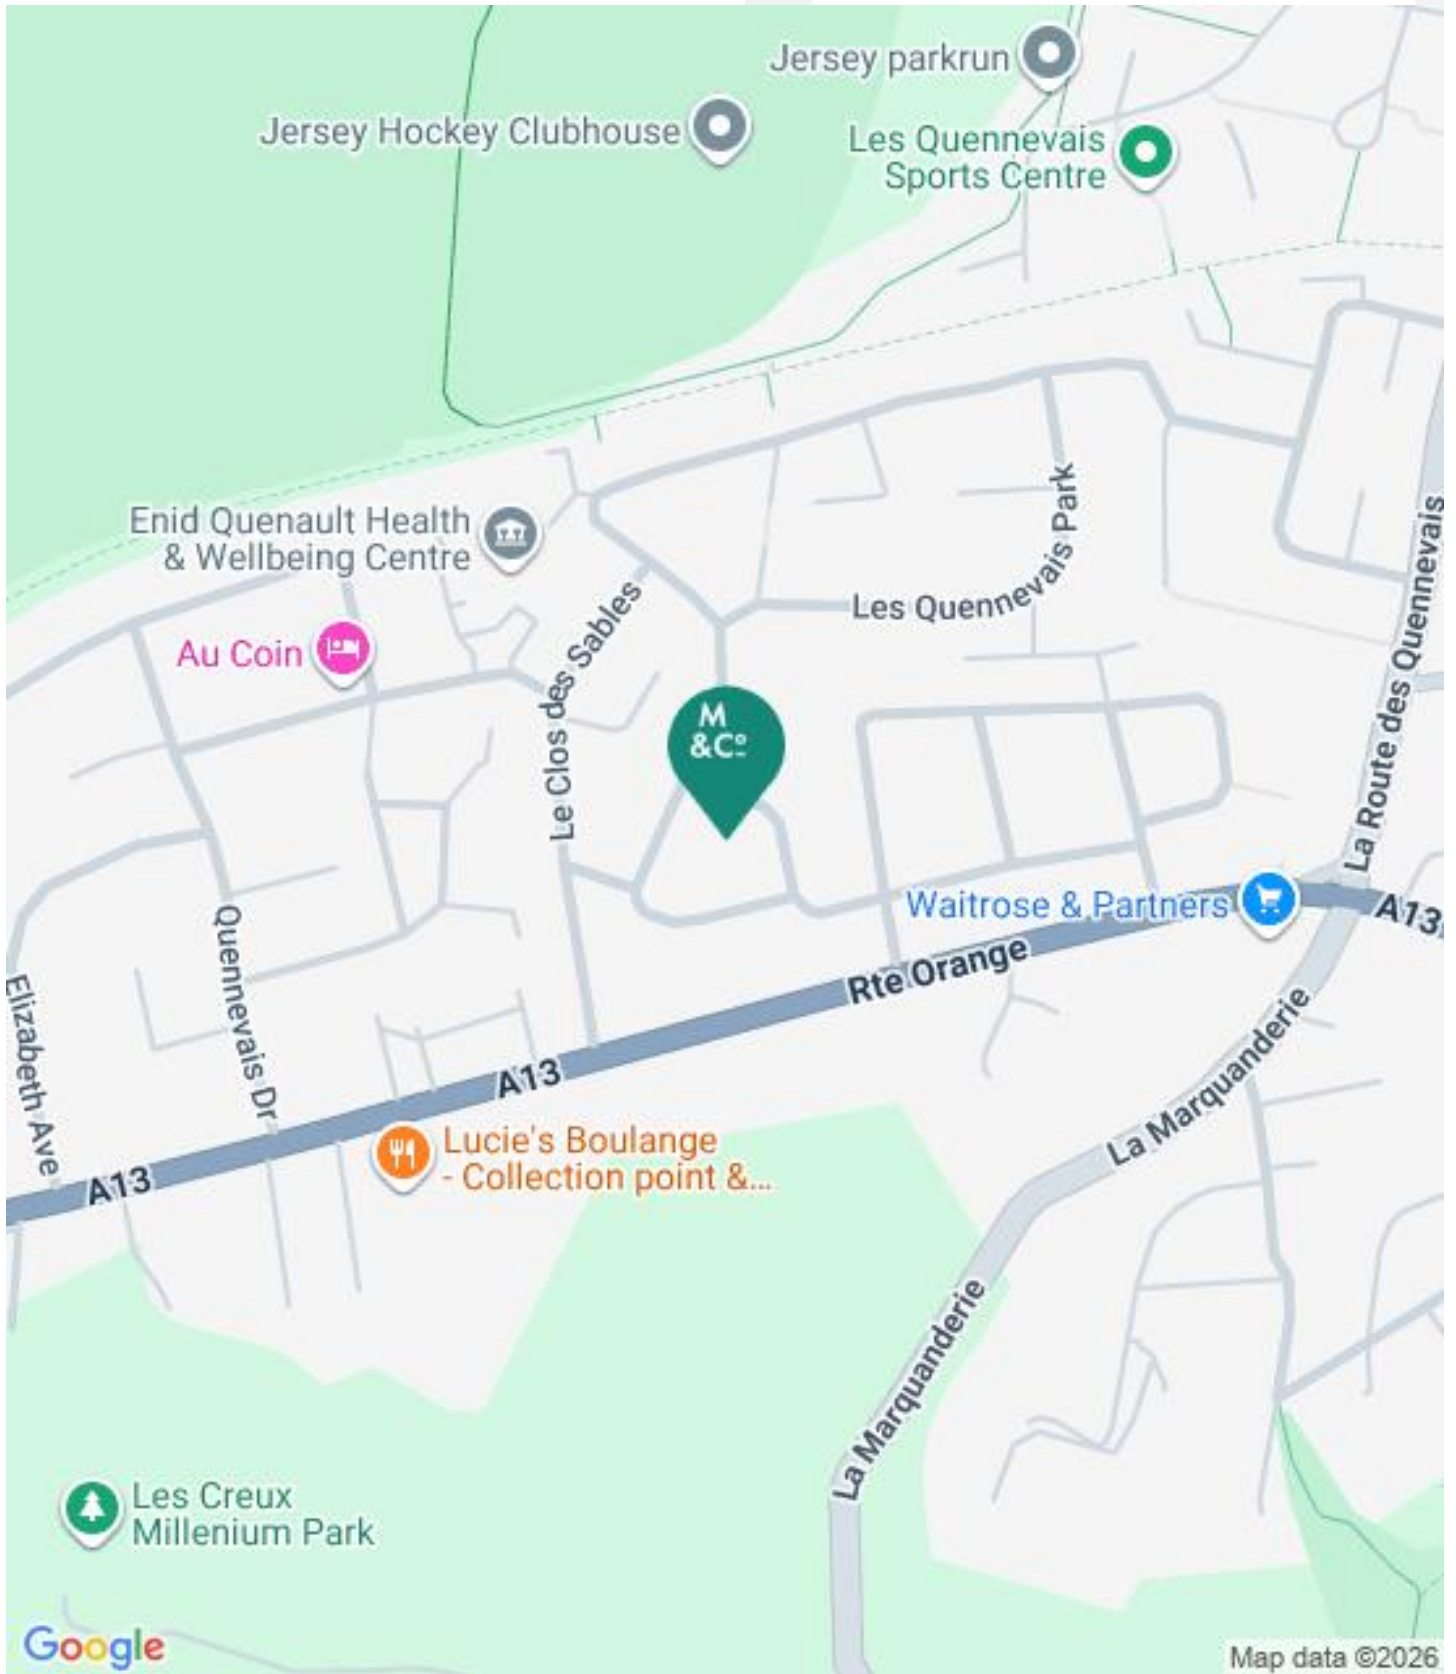 Jersey parkrun
Jersey Hockey Clubhouse
Les Quennevais
Sports Centre
Enid Quenault Health
& Wellbeing Centre
Les Quennevais Park
Au Coin
Le Clos des Sables
M
&Cº
La Route des Quennevais
Waitrose & Partners
A13
Rte Orange
Quennevais Dr
Elizabeth Ave
A13
La Marquanderie
Lucie's Boulange
- Collection point &...
A13
La Marquanderie
Les Creux
Millenium Park
Google
Map data ©2026